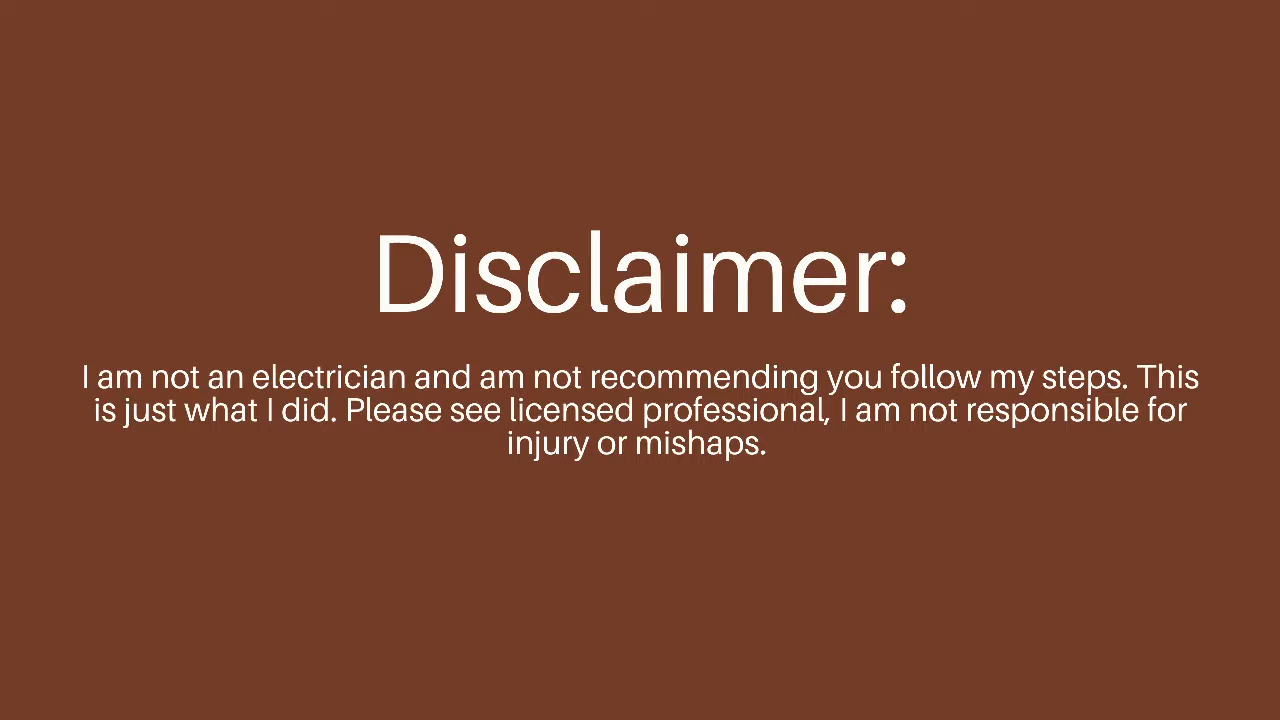 Disclaimer:
I am not an electrician and am not recommending you follow my steps. This
is just what I did. Please see licensed professional, I am not responsible for
injury or mishaps.